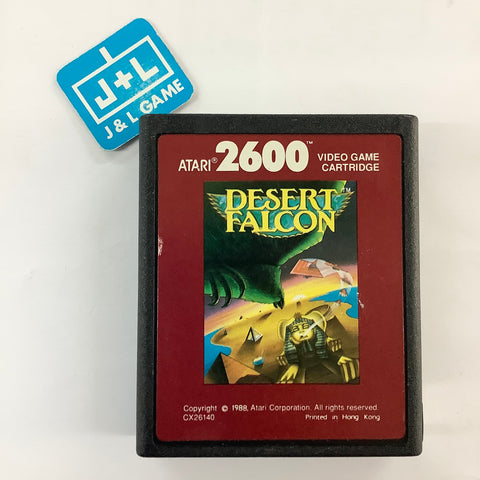 J+L
J & L GAME
ATARI® 2600™ VIDEO GAME
CARTRIDGE
DESERT™
FALCON
Copyright © 1988, Atari Corporation. All rights reserved.
CX26140 Printed in Hong Kong